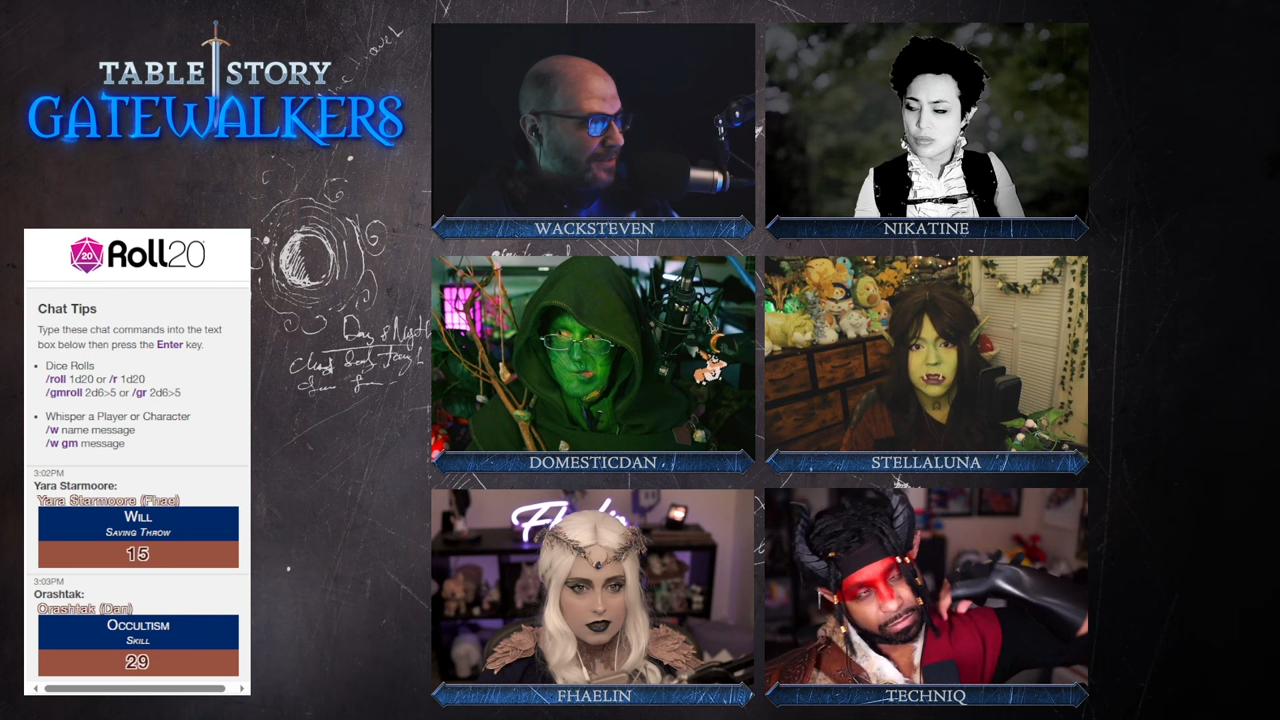 TABLE STORY
GATEWALKERS
Roll20
20
Chat Tips
Type these chat commands into the text
box below then press the Enter key.
Dice Rolls
/roll 1d20 or /r 1d20
/gmroll 2d6>5 or /gr 2d6>5
Whisper a Player or Character
/w name message
/w gm message
3:02PM
Yara Starmoore:
Yara Starmoore (Fhae)
WILL
SAVING THROW
15
3:03PM
Orashtak:
Orashtak (Dan)
OCCULTISM
SKILL
29
Day & Night
WACKSTEVEN
NIKATINE
DOMESTICDAN
STELLALUNA
FHAELIN
TECHNIQ